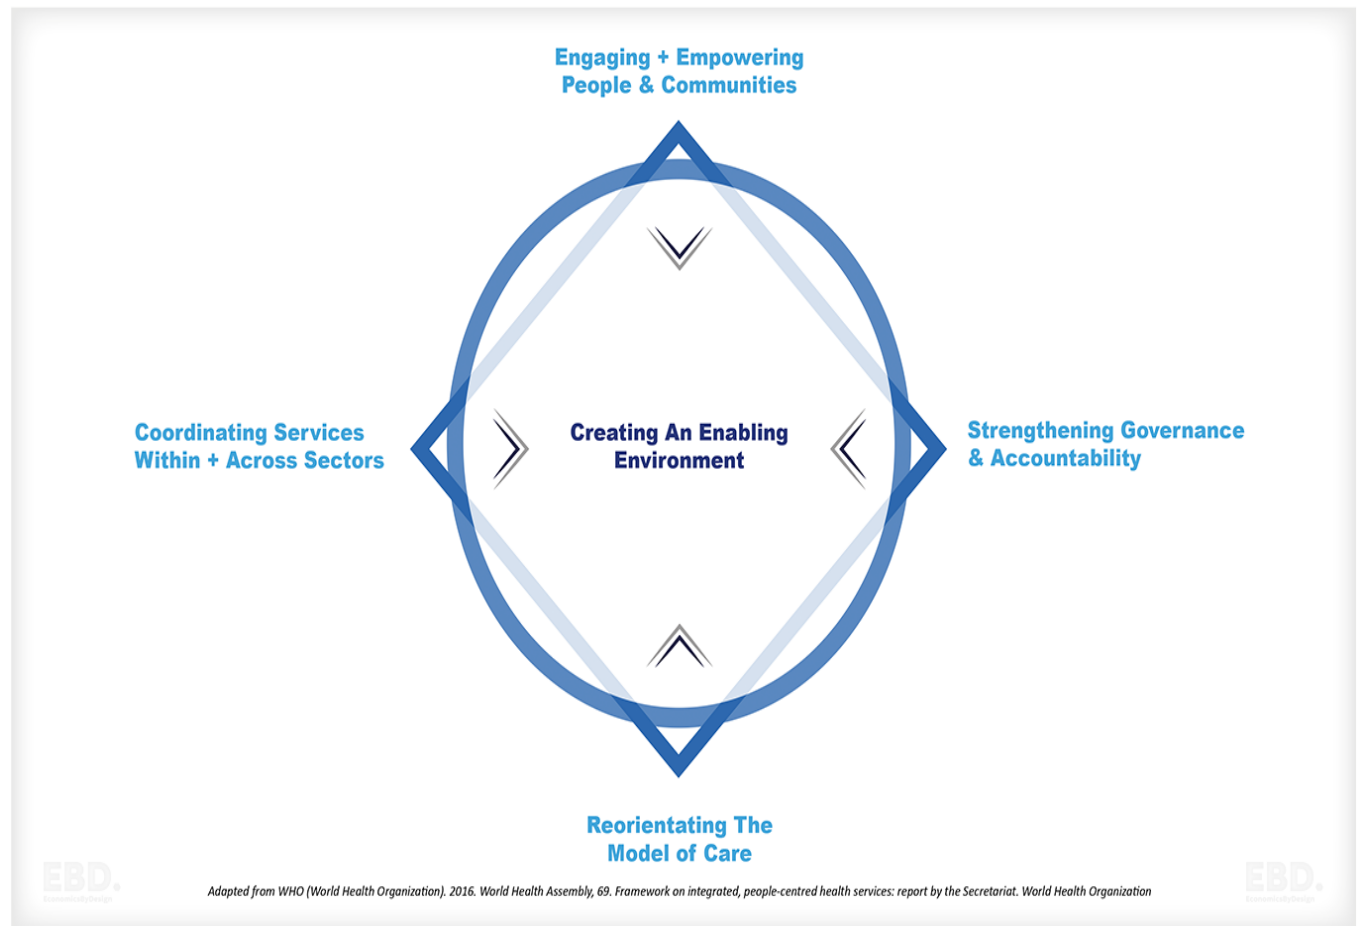 Engaging + Empowering
People & Communities
Coordinating Services
Within + Across Sectors
Creating An Enabling
Environment
Strengthening Governance
& Accountability
Reorientating The
Model of Care
EBD.
EconomicsByDesign
Adapted from WHO (World Health Organization). 2016. World Health Assembly, 69. Framework on integrated, people-centred health services: report by the Secretariat. World Health Organization
EBD.
EconomicsByDesign